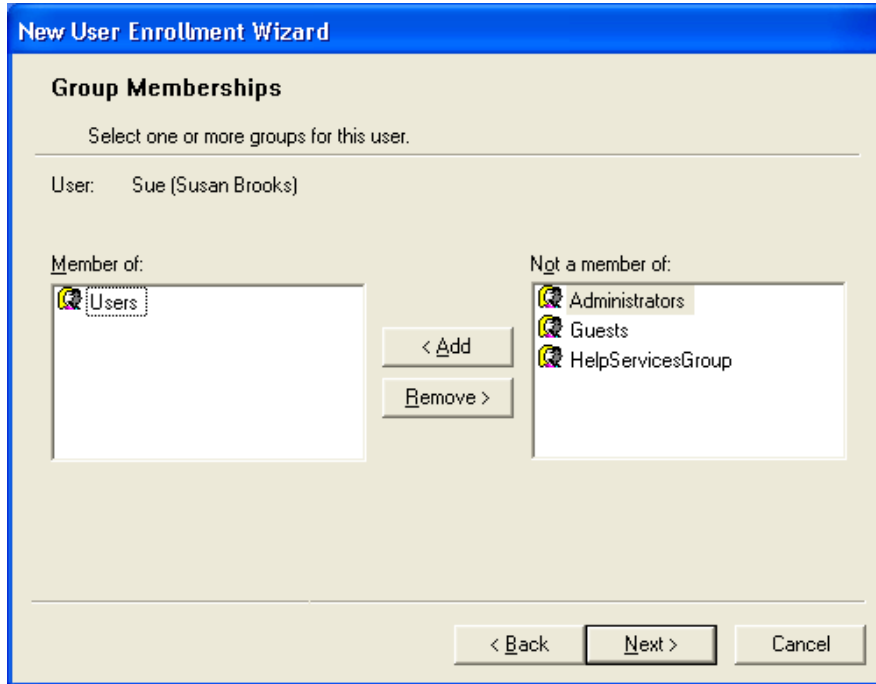 New User Enrollment Wizard
Group Memberships
Select one or more groups for this user.
User: Sue (Susan Brooks)
Member of:
Users
< Add
Remove >
Not a member of:
Administrators
Guests
HelpServicesGroup
< Back Next > Cancel